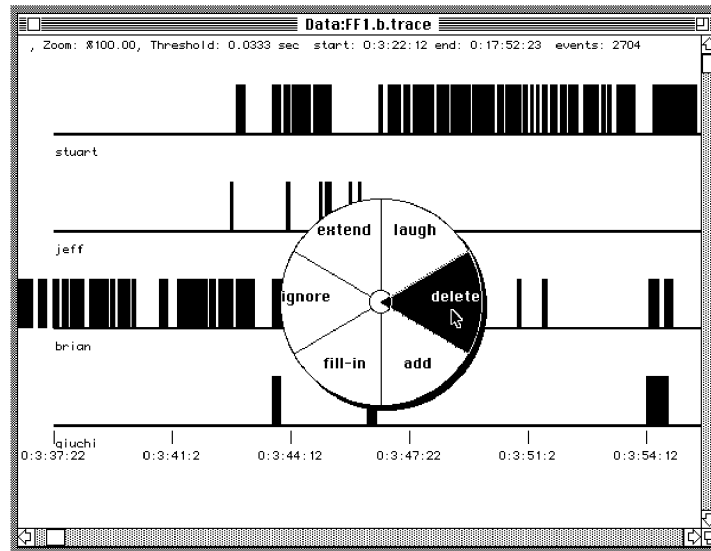 Data:FF1.b.trace
, Zoom: %100.00, Threshold: 0.0333 sec start: 0:3:22:12 end: 0:17:52:23 events: 2704
stuart
jeff
extend laugh
ignore delete
fill-in add
brian
qiuchi
0:3:37:22 0:3:41:2 0:3:44:12 0:3:47:22 0:3:51:2 0:3:54:12